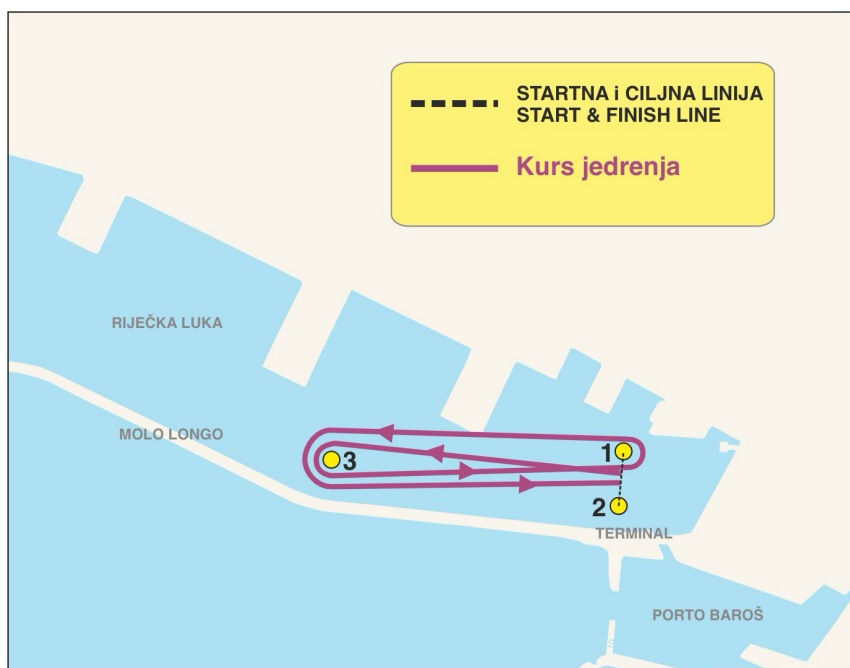 STARTNA i CILJNA LINIJA
START & FINISH LINE
Kurs jedrenja
RIJEČKA LUKA
MOLO LONGO
1
3
2
TERMINAL
PORTO BAROŠ